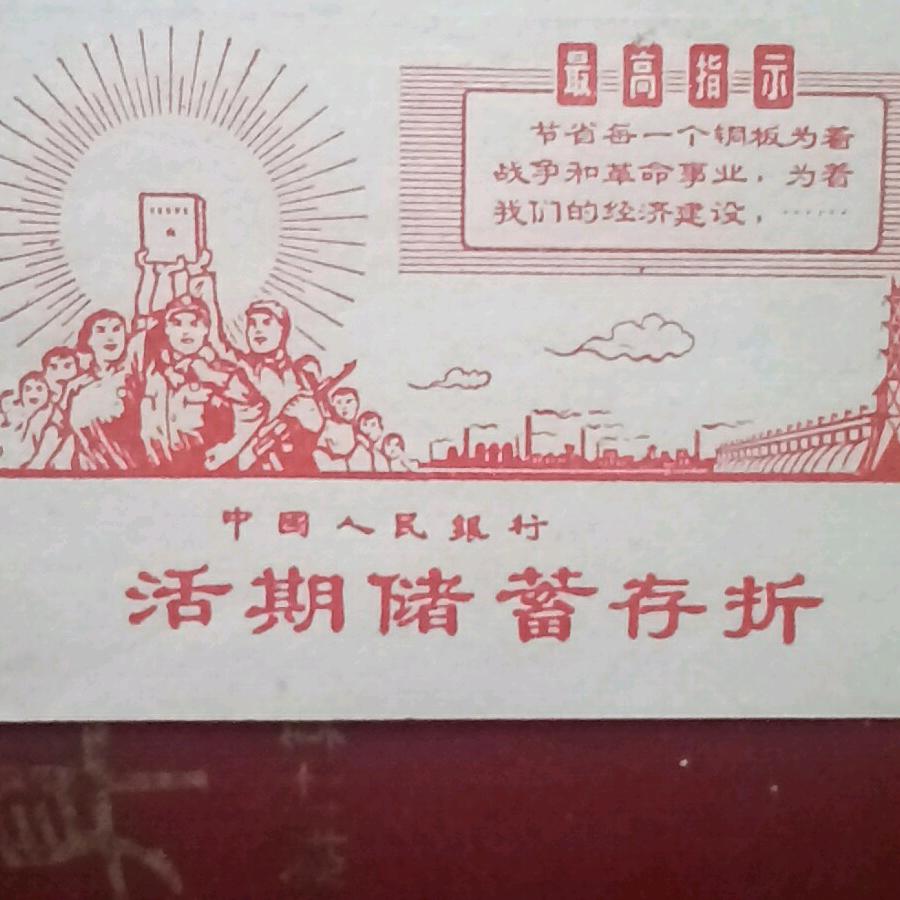 最高指示
节省每一个铜板为着
战争和革命事业，为着
我们的经济建设，……
中国人民銀行
活期储蓄存折